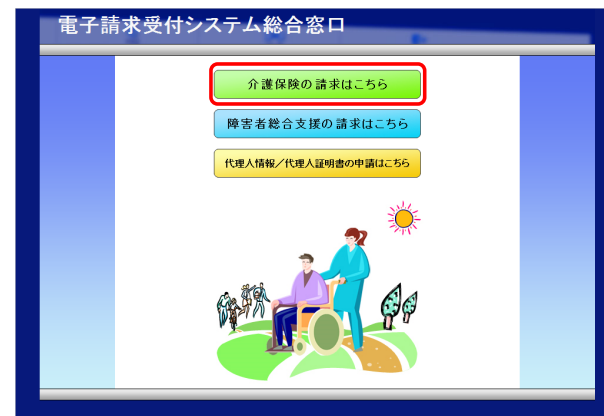 電子請求受付システム総合窓口
介護保険の請求はこちら
障害者総合支援の請求はこちら
代理人情報／代理人証明書の申請はこちら